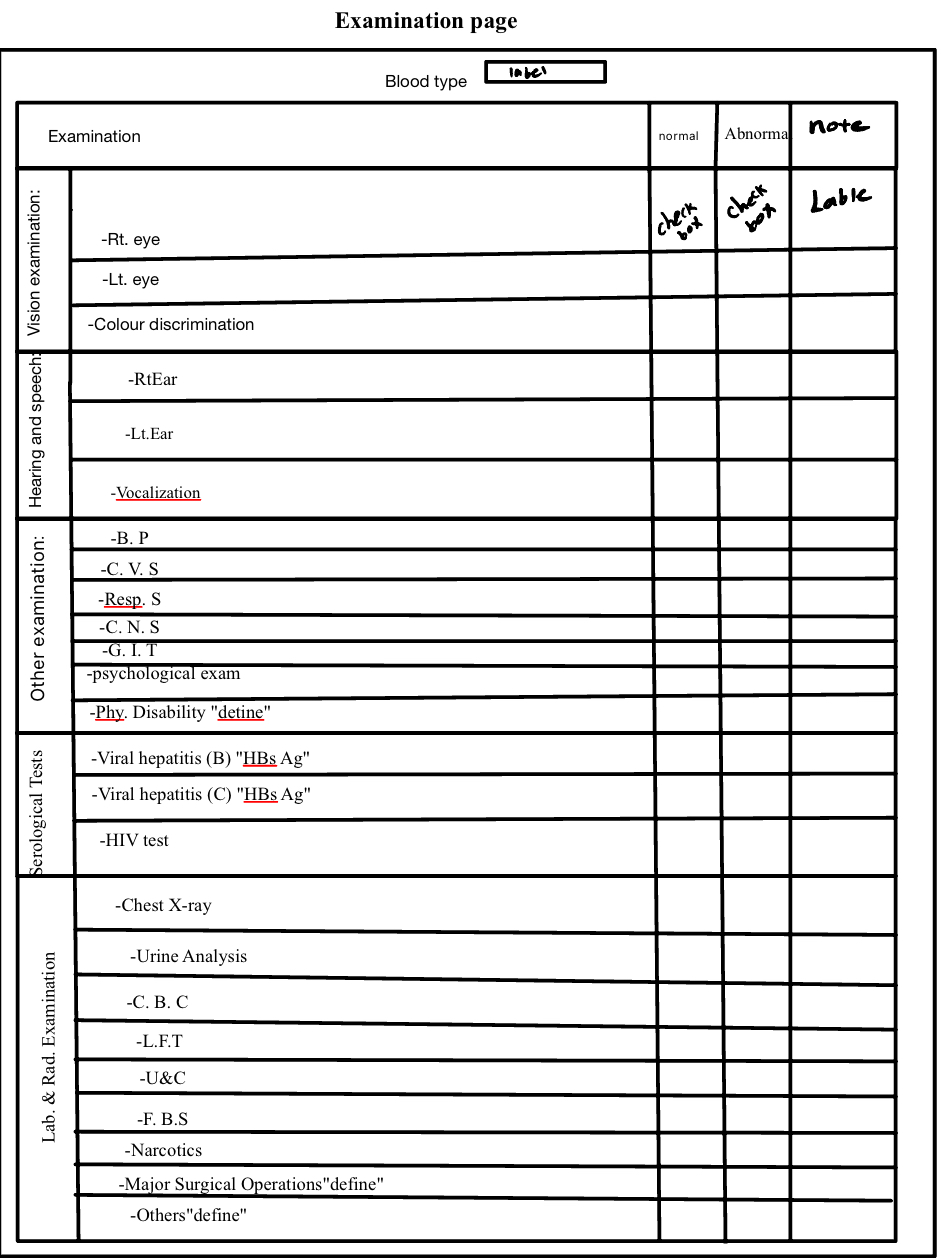 Examination page
Blood type label
Examination normal Abnorma note
Vision examination:
-Rt. eye check box check box Lable
-Lt. eye
-Colour discrimination
Hearing and speech:
-RtEar
-Lt.Ear
-Vocalization
Other examination:
-B. P
-C. V. S
-Resp. S
-C. N. S
-G. I. T
-psychological exam
-Phy. Disability "detine"
Serological Tests
-Viral hepatitis (B) "HBs Ag"
-Viral hepatitis (C) "HBs Ag"
-HIV test
Lab. & Rad. Examination
-Chest X-ray
-Urine Analysis
-C. B. C
-L.F.T
-U&C
-F. B.S
-Narcotics
-Major Surgical Operations"define"
-Others"define"